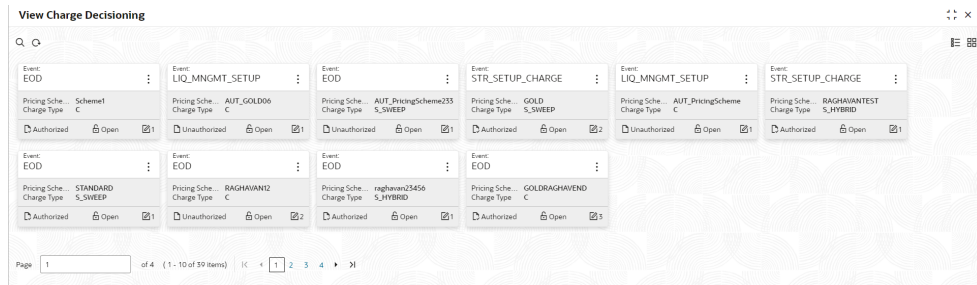 View Charge Decisioning
Event:
EOD
Pricing Sche... Scheme1
Charge Type C
Authorized Open 1
Event:
LIQ_MNGMT_SETUP
Pricing Sche... AUT_GOLD06
Charge Type C
Unauthorized Open 1
Event:
EOD
Pricing Sche... AUT_PricingScheme233
Charge Type S_SWEEP
Unauthorized Open 1
Event:
STR_SETUP_CHARGE
Pricing Sche... GOLD
Charge Type S_SWEEP
Authorized Open 2
Event:
LIQ_MNGMT_SETUP
Pricing Sche... AUT_PricingScheme
Charge Type C
Unauthorized Open 1
Event:
STR_SETUP_CHARGE
Pricing Sche... RAGHAVANTEST
Charge Type S_HYBRID
Authorized Open 1
Event:
EOD
Pricing Sche... STANDARD
Charge Type S_SWEEP
Authorized Open 1
Event:
EOD
Pricing Sche... RAGHAVAN12
Charge Type C
Unauthorized Open 2
Event:
EOD
Pricing Sche... raghavan23456
Charge Type S_HYBRID
Authorized Open 1
Event:
EOD
Pricing Sche... GOLDRAGHAVEND
Charge Type C
Authorized Open 3
Page 1 of 4 (1 - 10 of 39 items) 1 2 3 4